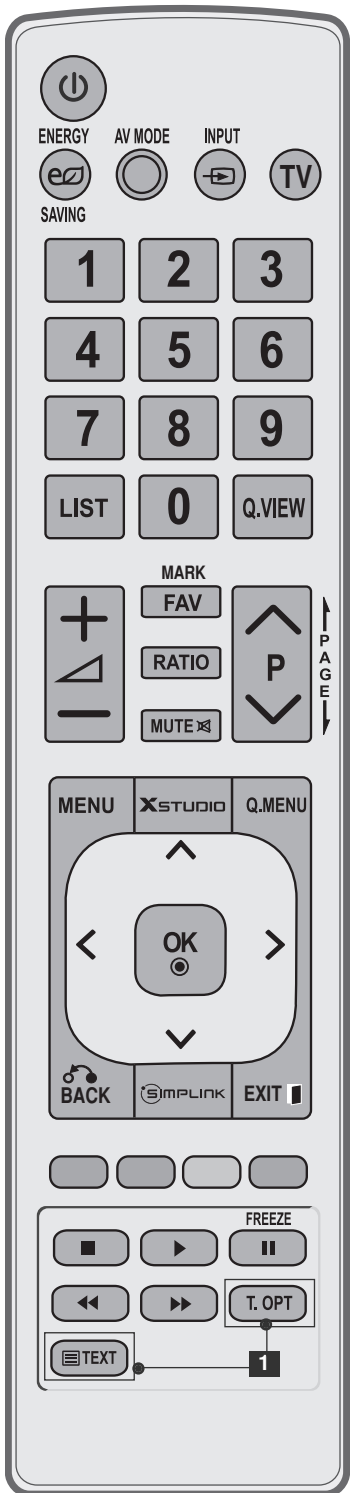 ENERGY AV MODE INPUT
TV
SAVING
1 2 3
4 5 6
7 8 9
LIST 0 Q.VIEW
MARK
FAV
RATIO
P
PAGE
MUTE
MENU XSTUDIO Q.MENU
OK
BACK SIMPLINK EXIT
FREEZE
T. OPT
TEXT
1